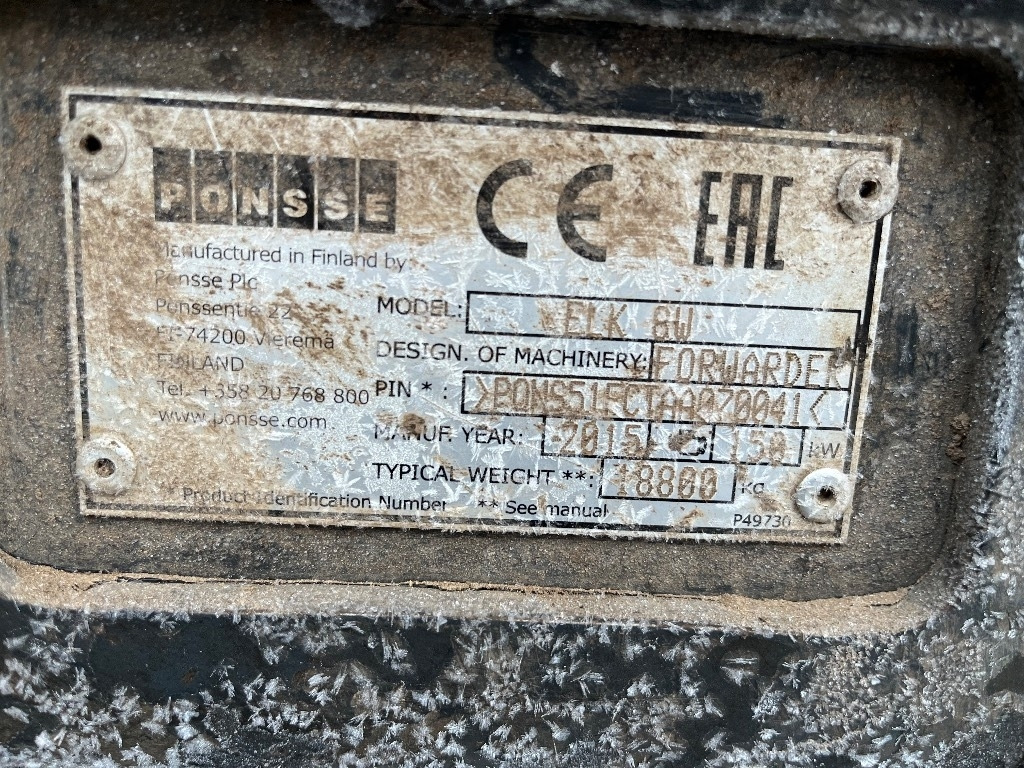 PONSSE CE EAC
Manufactured in Finland by:
Ponsse Plc
Ponssentie 22
FI-74200 Vieremä
FINLAND
Tel. +358 20 768 800
www.ponsse.com
MODEL: ELK 8W
DESIGN. OF MACHINERY: FORWARDER
PIN * :
MANUF. YEAR: 2015 150 kW
TYPICAL WEIGHT **: 18800 KG
* Product Identification Number ** See manual
P49730